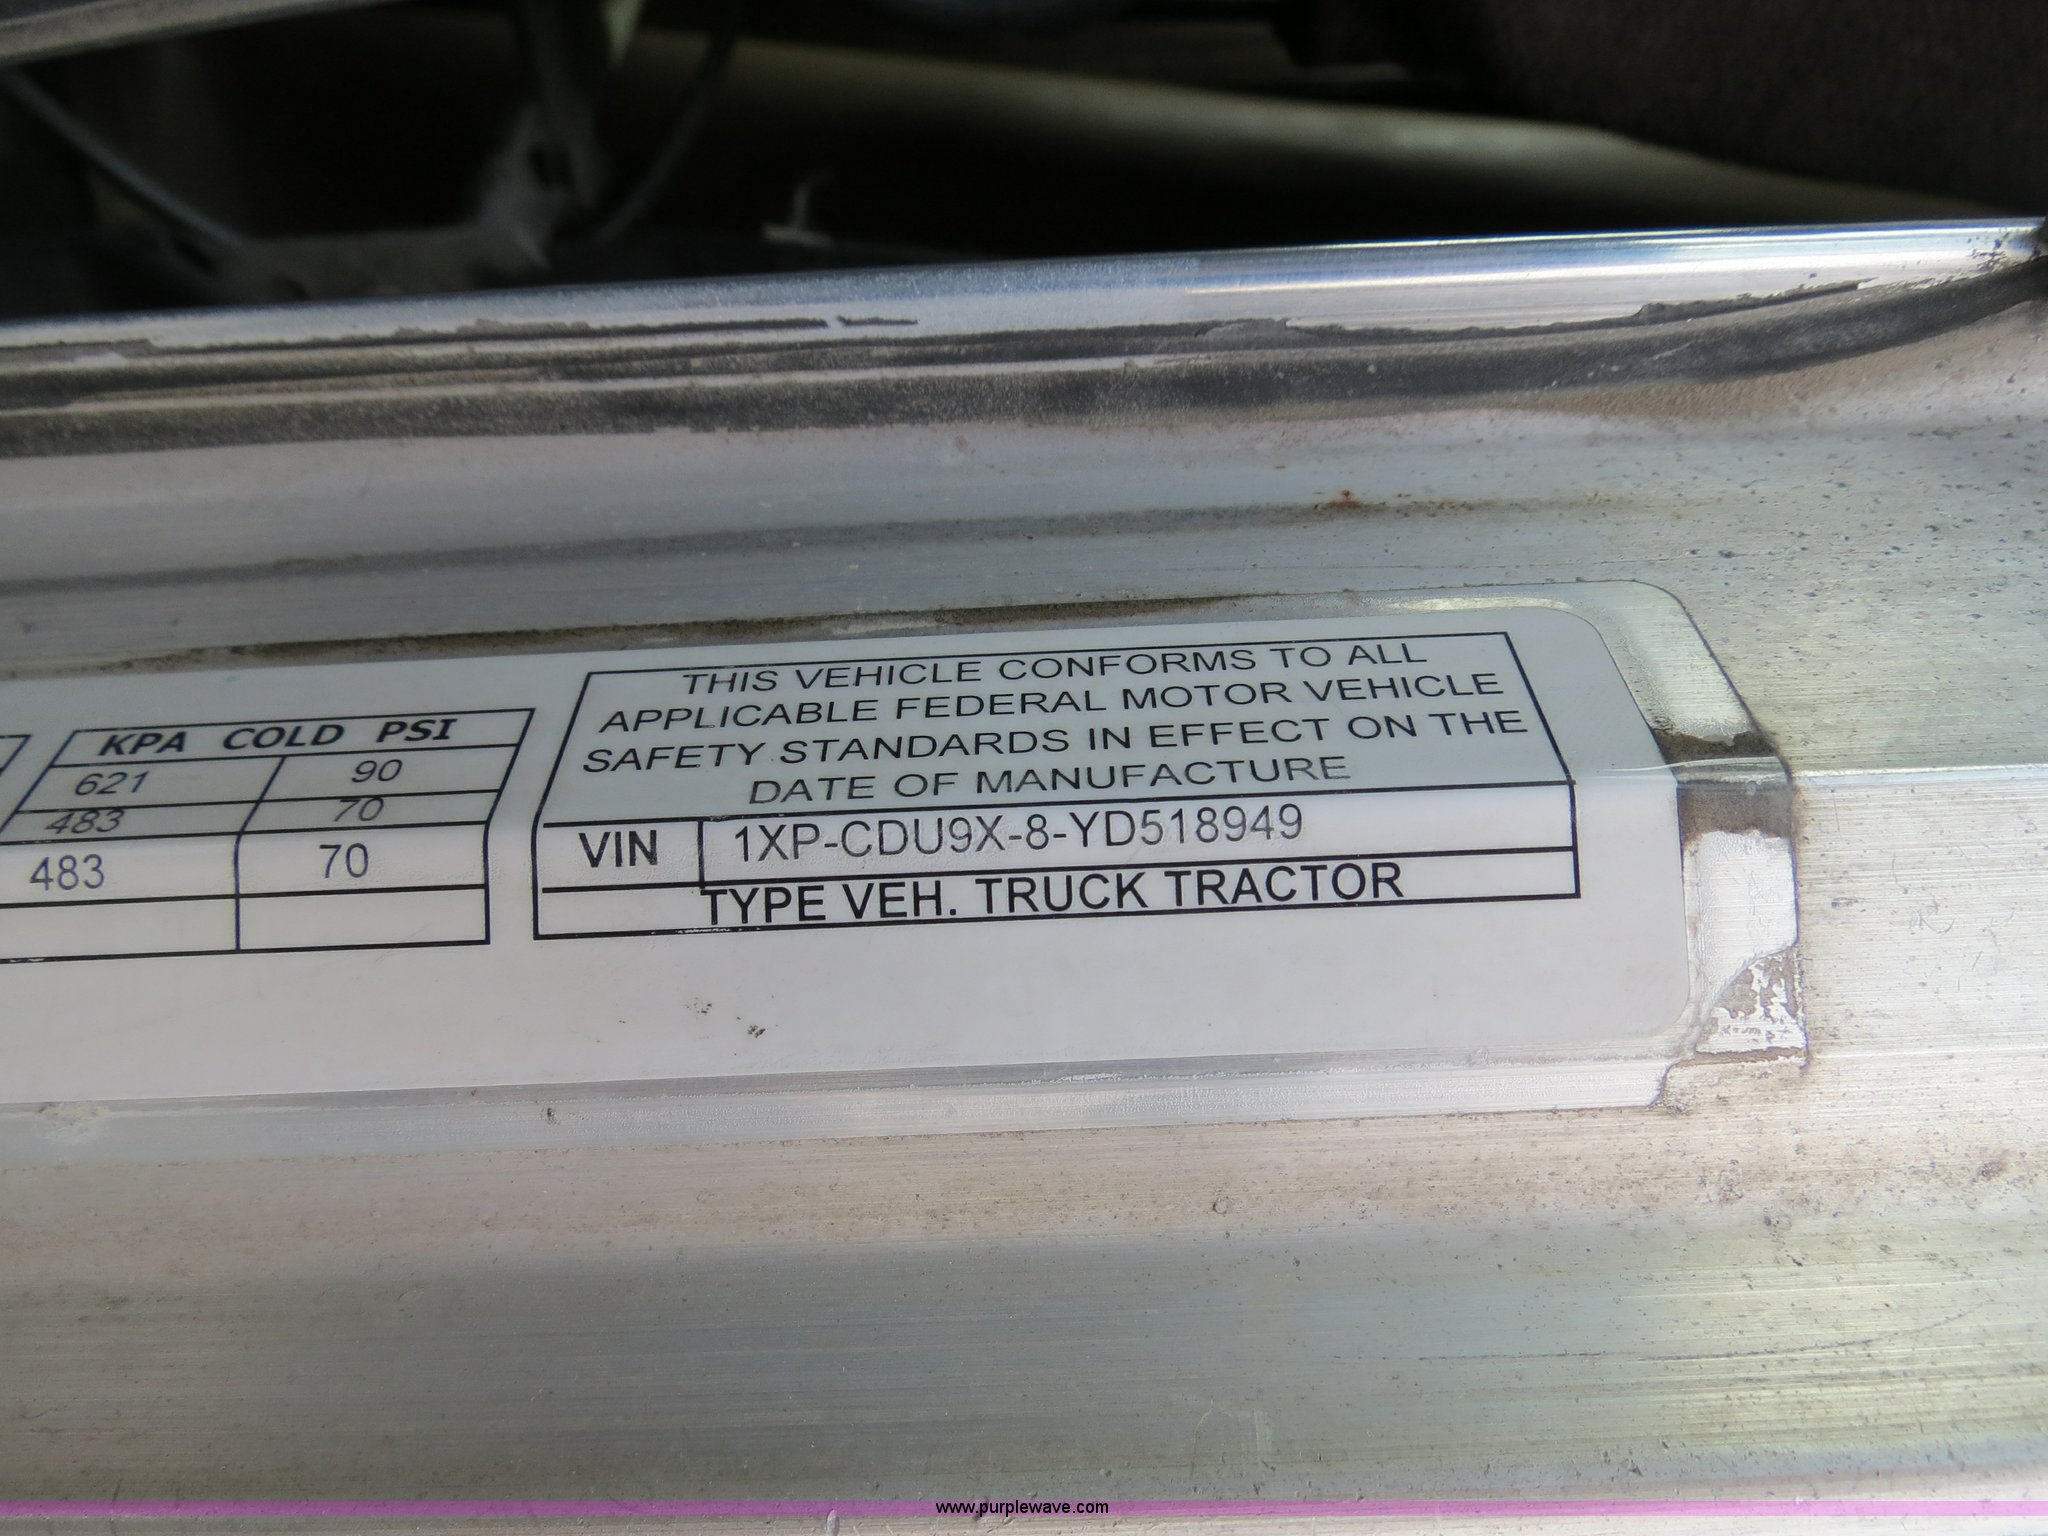 KPA COLD PSI
621 90
483 70
483 70
THIS VEHICLE CONFORMS TO ALL
APPLICABLE FEDERAL MOTOR VEHICLE
SAFETY STANDARDS IN EFFECT ON THE
DATE OF MANUFACTURE
VIN 1XP-CDU9X-8-YD518949
TYPE VEH. TRUCK TRACTOR
www.purplewave.com